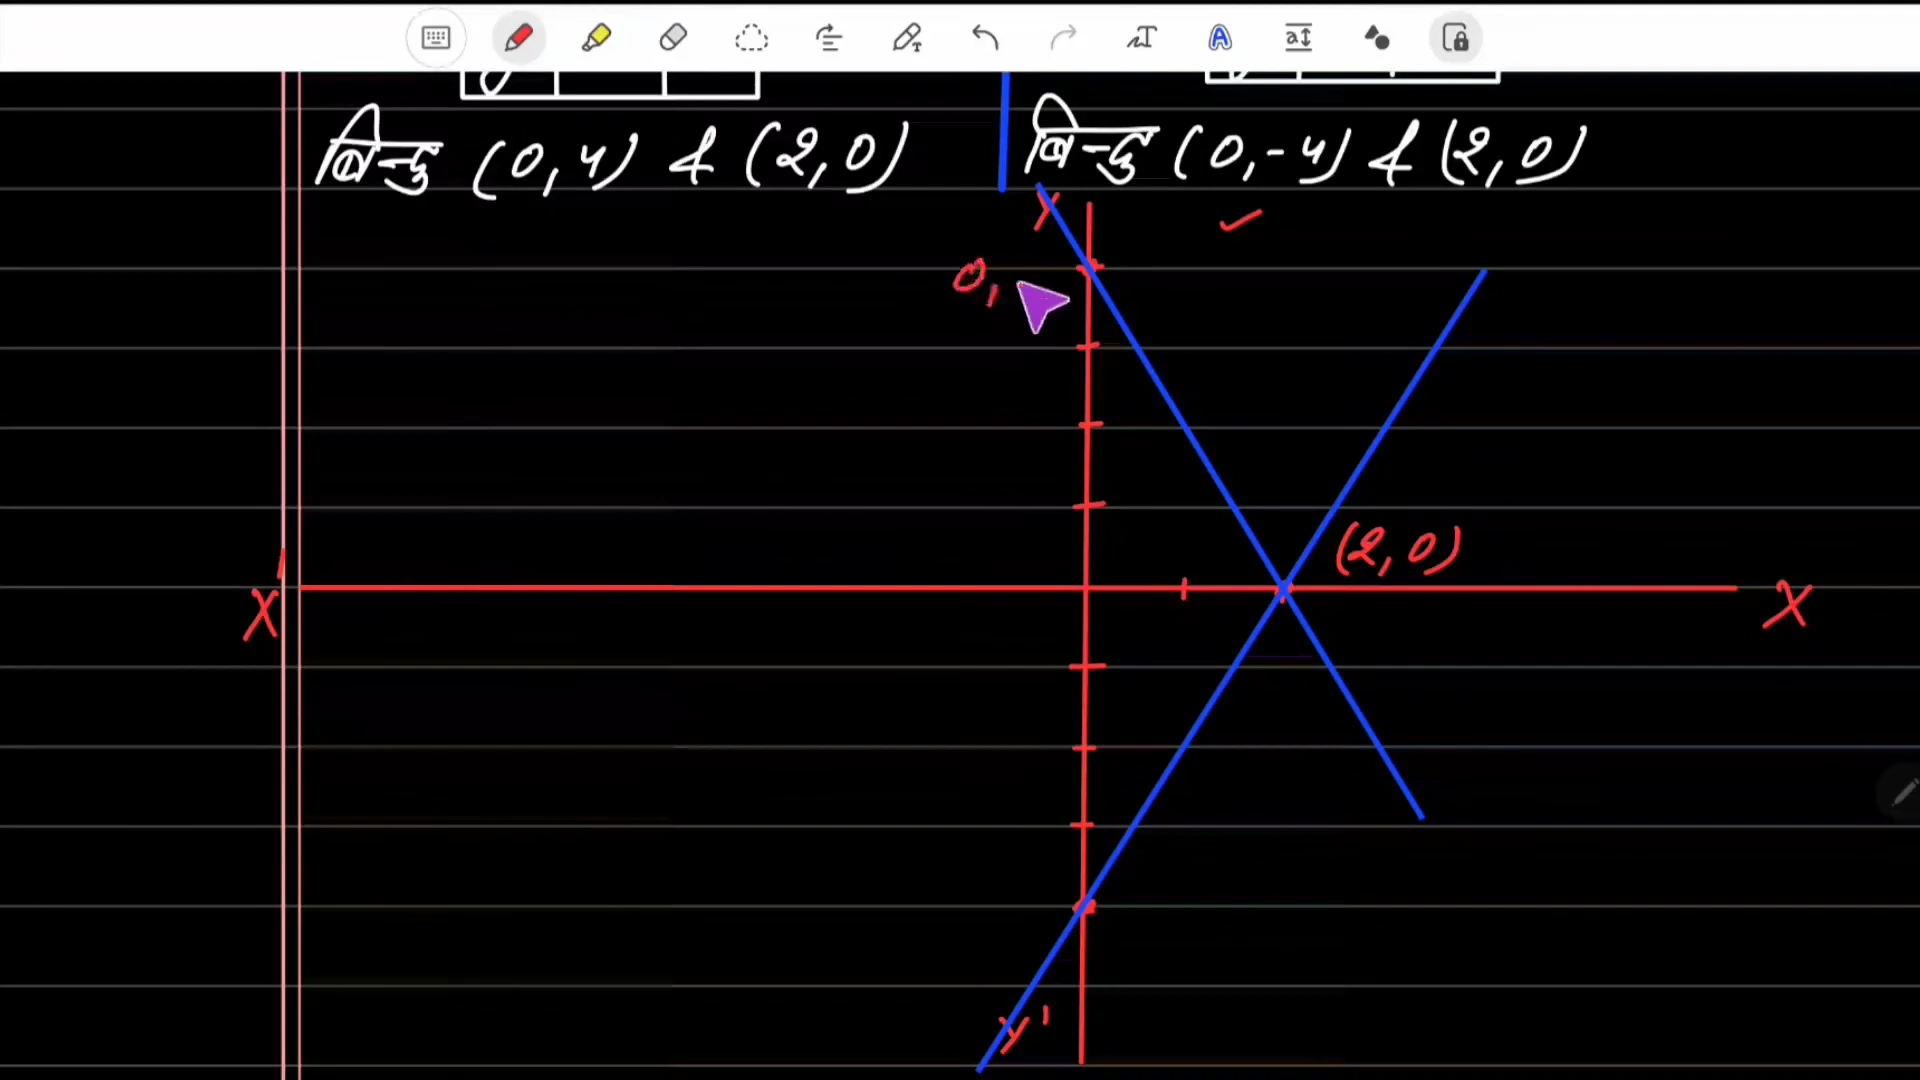 बिन्दु (0, 4) & (2, 0)
बिन्दु (0, -4) & (2, 0)
Y
0,
(2, 0)
X'
X
Y'